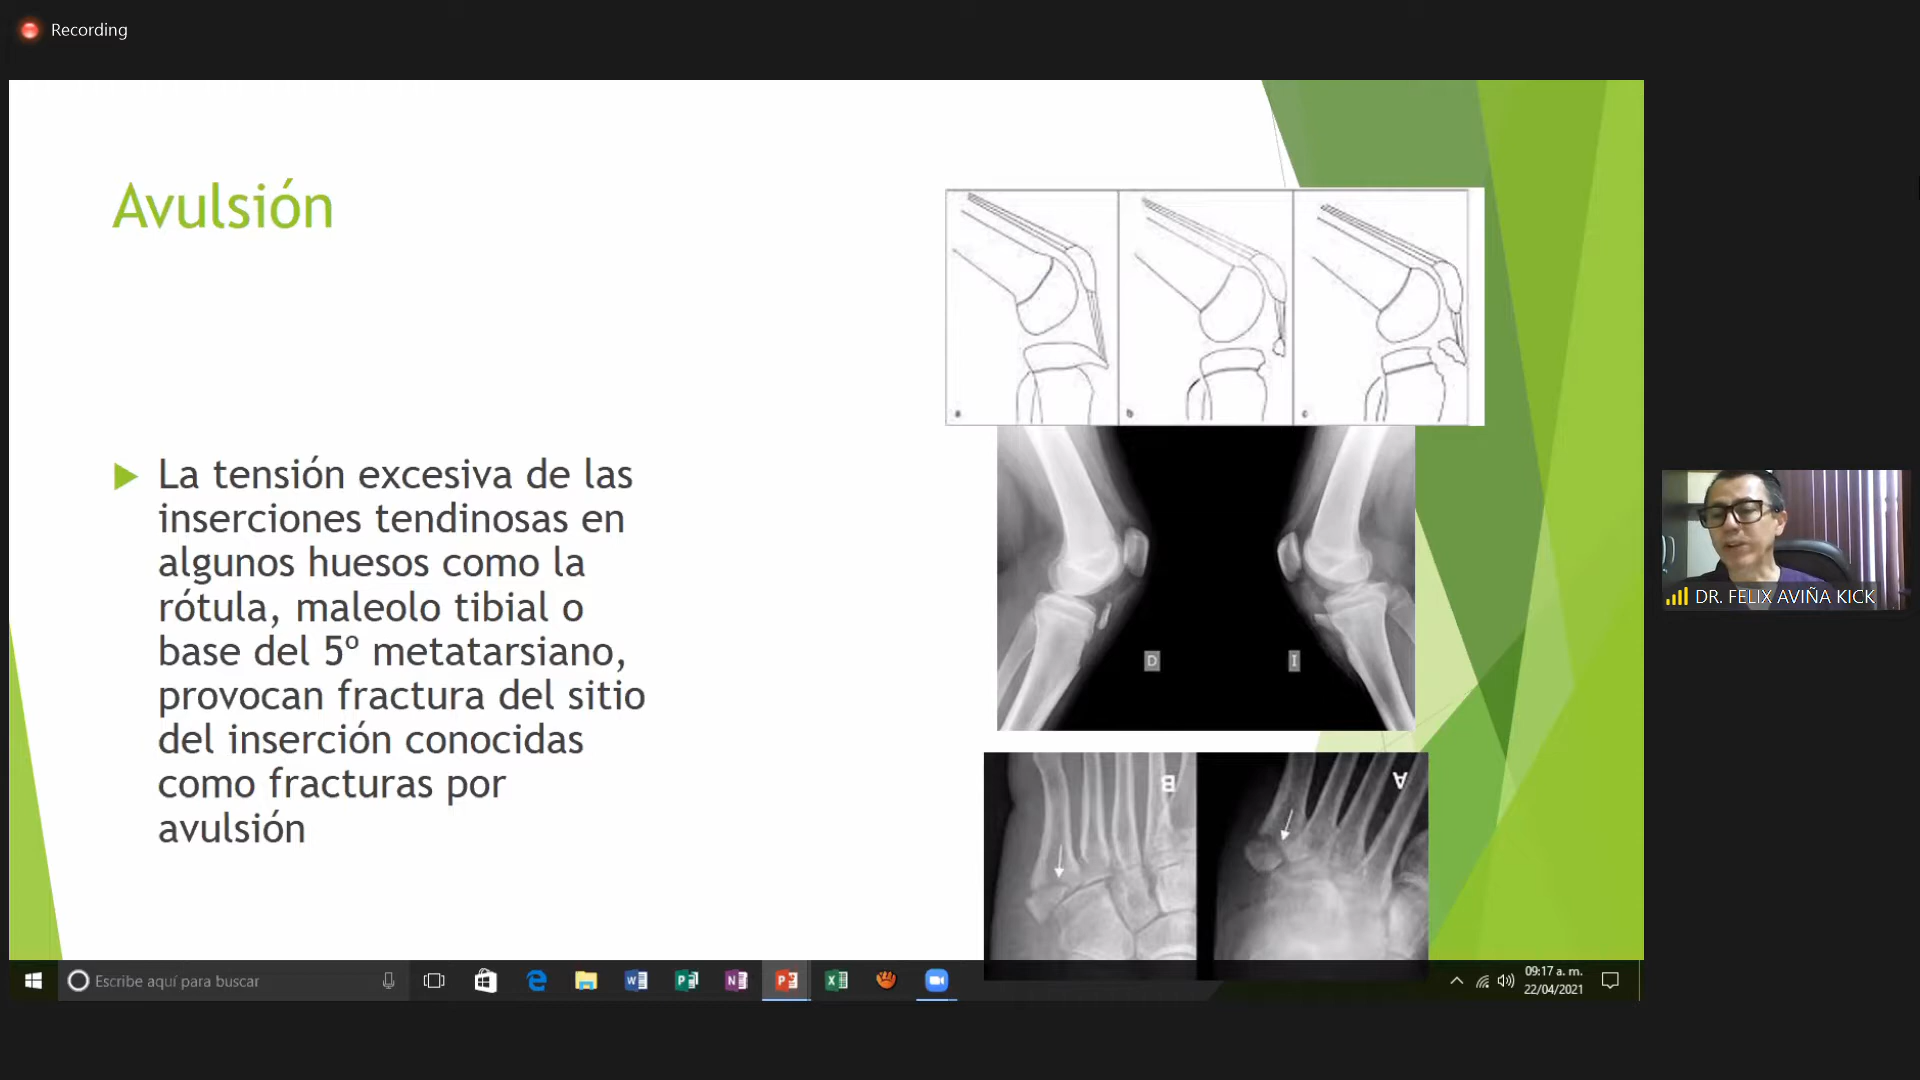 Recording
Avulsión
La tensión excesiva de las
inserciones tendinosas en
algunos huesos como la
rótula, maleolo tibial o
base del 5º metatarsiano,
provocan fractura del sitio
del inserción conocidas
como fracturas por
avulsión
a
b
c
D
I
B
A
DR. FELIX AVIÑA KICK
Escribe aquí para buscar
09:17 a. m.
22/04/2021